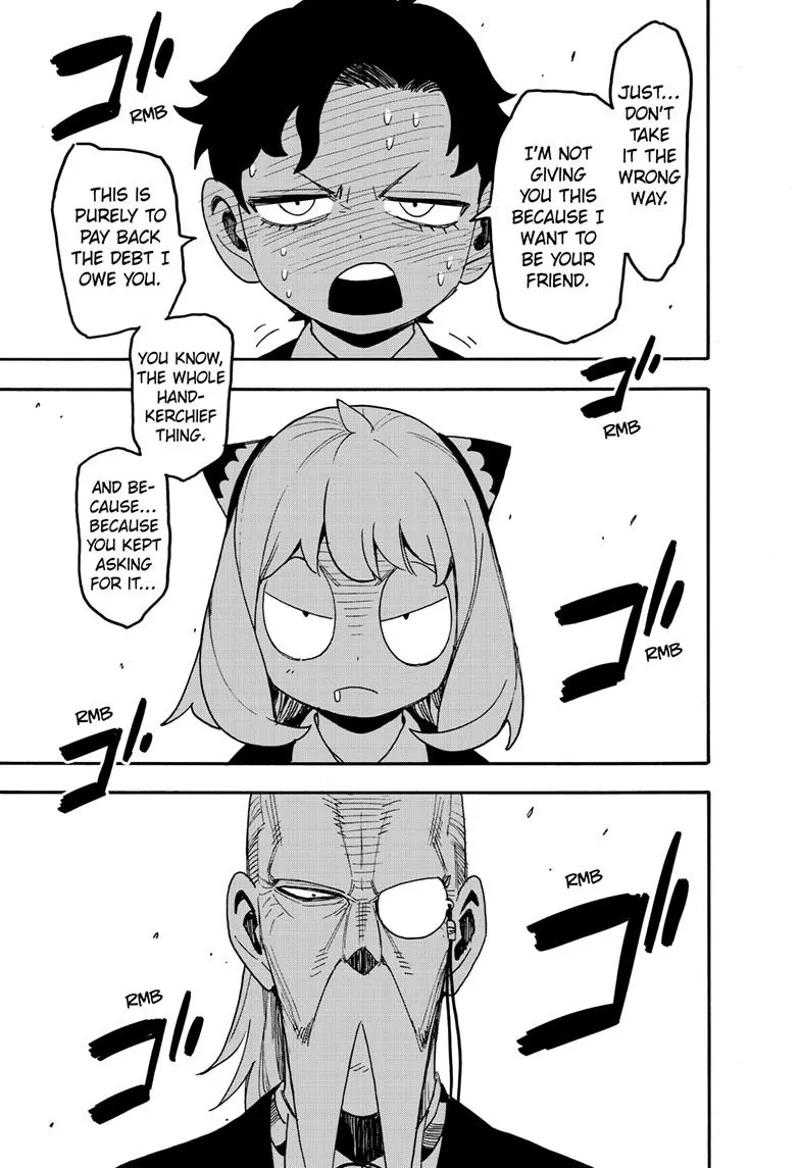 JUST...
DON'T
TAKE
IT THE
WRONG
WAY.
I'M NOT
GIVING
YOU THIS
BECAUSE I
WANT TO
BE YOUR
FRIEND.
ゴ
RMB
THIS IS
PURELY TO
PAY BACK
THE DEBT I
OWE YOU.
ゴ
RMB
YOU KNOW,
THE WHOLE
HAND-
KERCHIEF
THING.
AND BE-
CAUSE...
BECAUSE
YOU KEPT
ASKING
FOR IT...
ゴ
RMB
RMB
ゴ
RMB
ゴ
RMB
ゴ